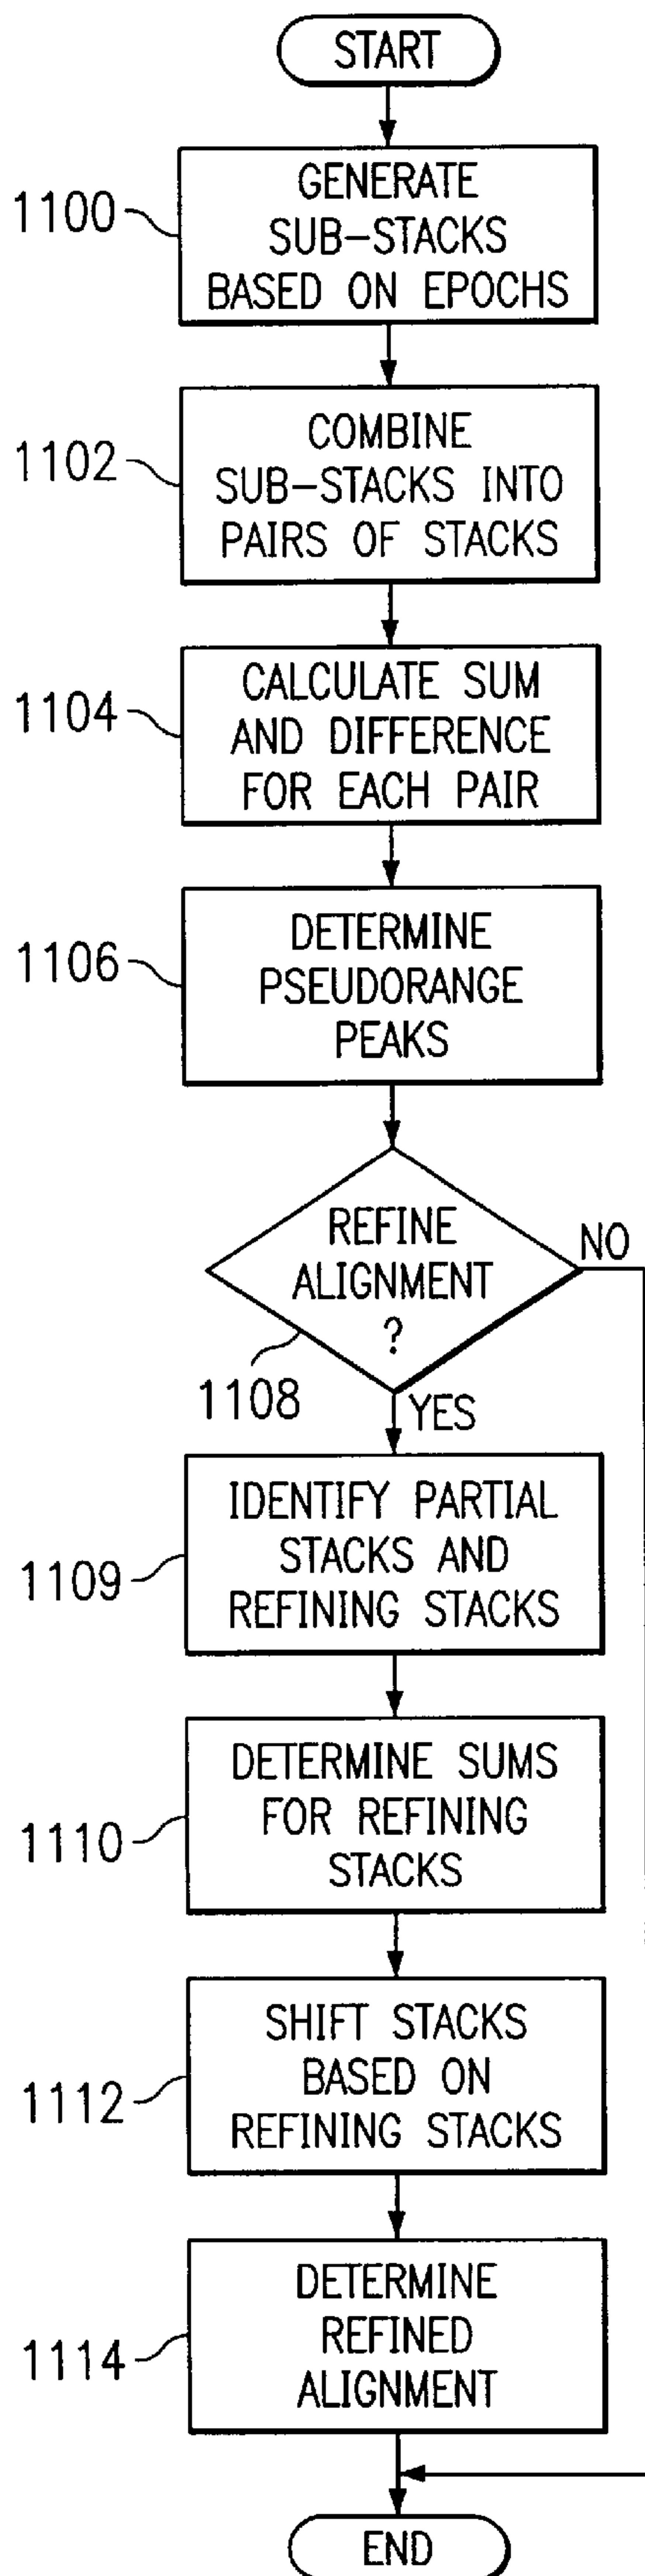 START
1100
GENERATE
SUB-STACKS
BASED ON EPOCHS
1102
COMBINE
SUB-STACKS INTO
PAIRS OF STACKS
1104
CALCULATE SUM
AND DIFFERENCE
FOR EACH PAIR
1106
DETERMINE
PSEUDORANGE
PEAKS
REFINE
ALIGNMENT
?
NO
1108
YES
1109
IDENTIFY PARTIAL
STACKS AND
REFINING STACKS
1110
DETERMINE SUMS
FOR REFINING
STACKS
1112
SHIFT STACKS
BASED ON
REFINING STACKS
1114
DETERMINE
REFINED
ALIGNMENT
END